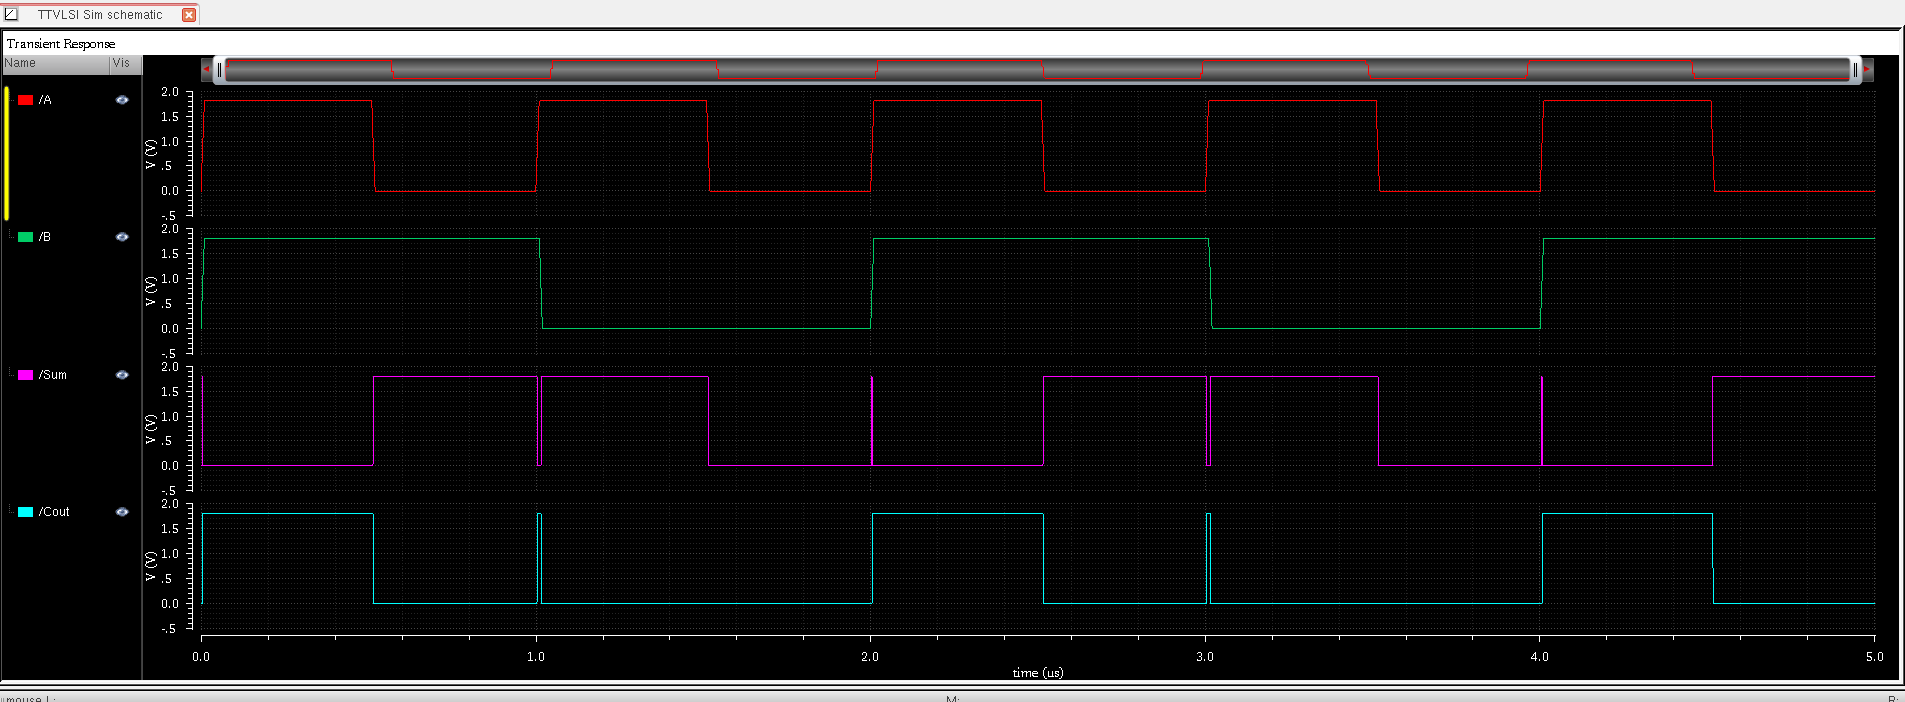 TTVLSI Sim schematic
Transient Response
Name Vis
/A
2.0
1.5
1.0
.5
0.0
-.5
V (V)
/B
2.0
1.5
1.0
.5
0.0
-.5
V (V)
/Sum
2.0
1.5
1.0
.5
0.0
-.5
V (V)
/Cout
2.0
1.5
1.0
.5
0.0
-.5
V (V)
0.0 1.0 2.0 3.0 4.0 5.0
time (us)
mouse L: M: R: